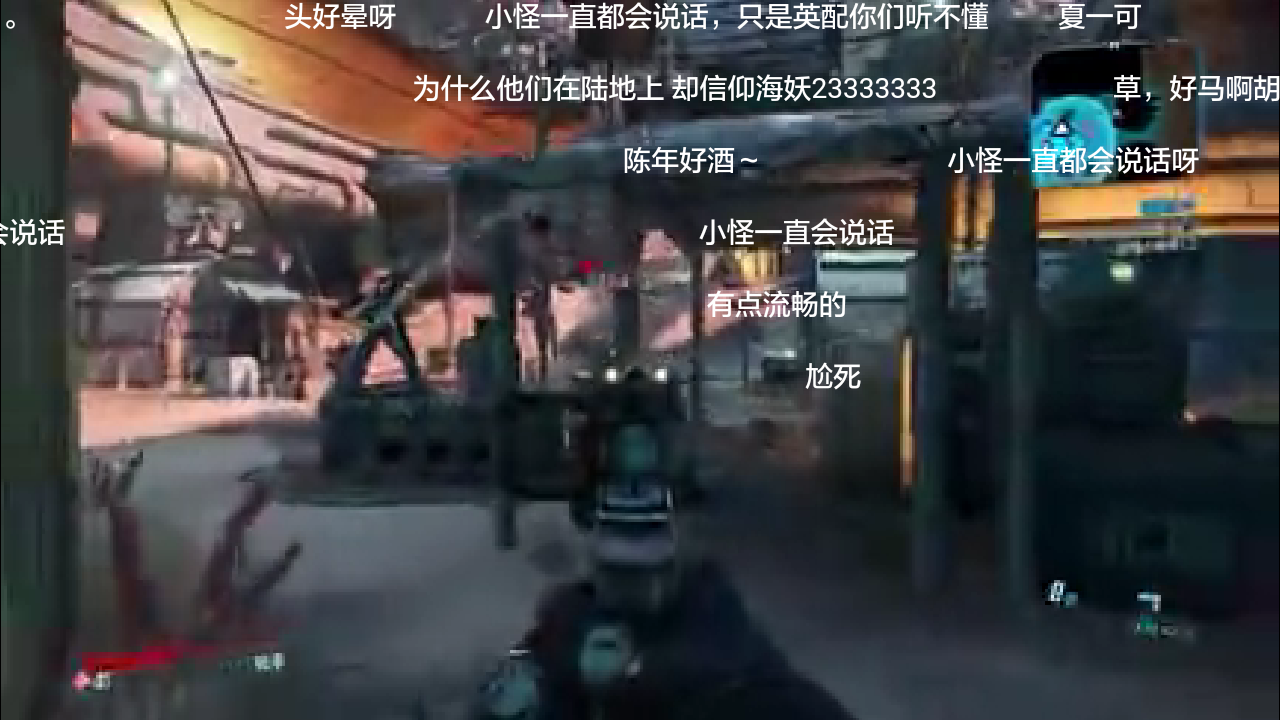 。
头好晕呀
小怪一直都会说话，只是英配你们听不懂
夏一可
为什么他们在陆地上 却信仰海妖23333333
草，好马啊胡
陈年好酒～
小怪一直都会说话呀
会说话
小怪一直会说话
有点流畅的
尬死